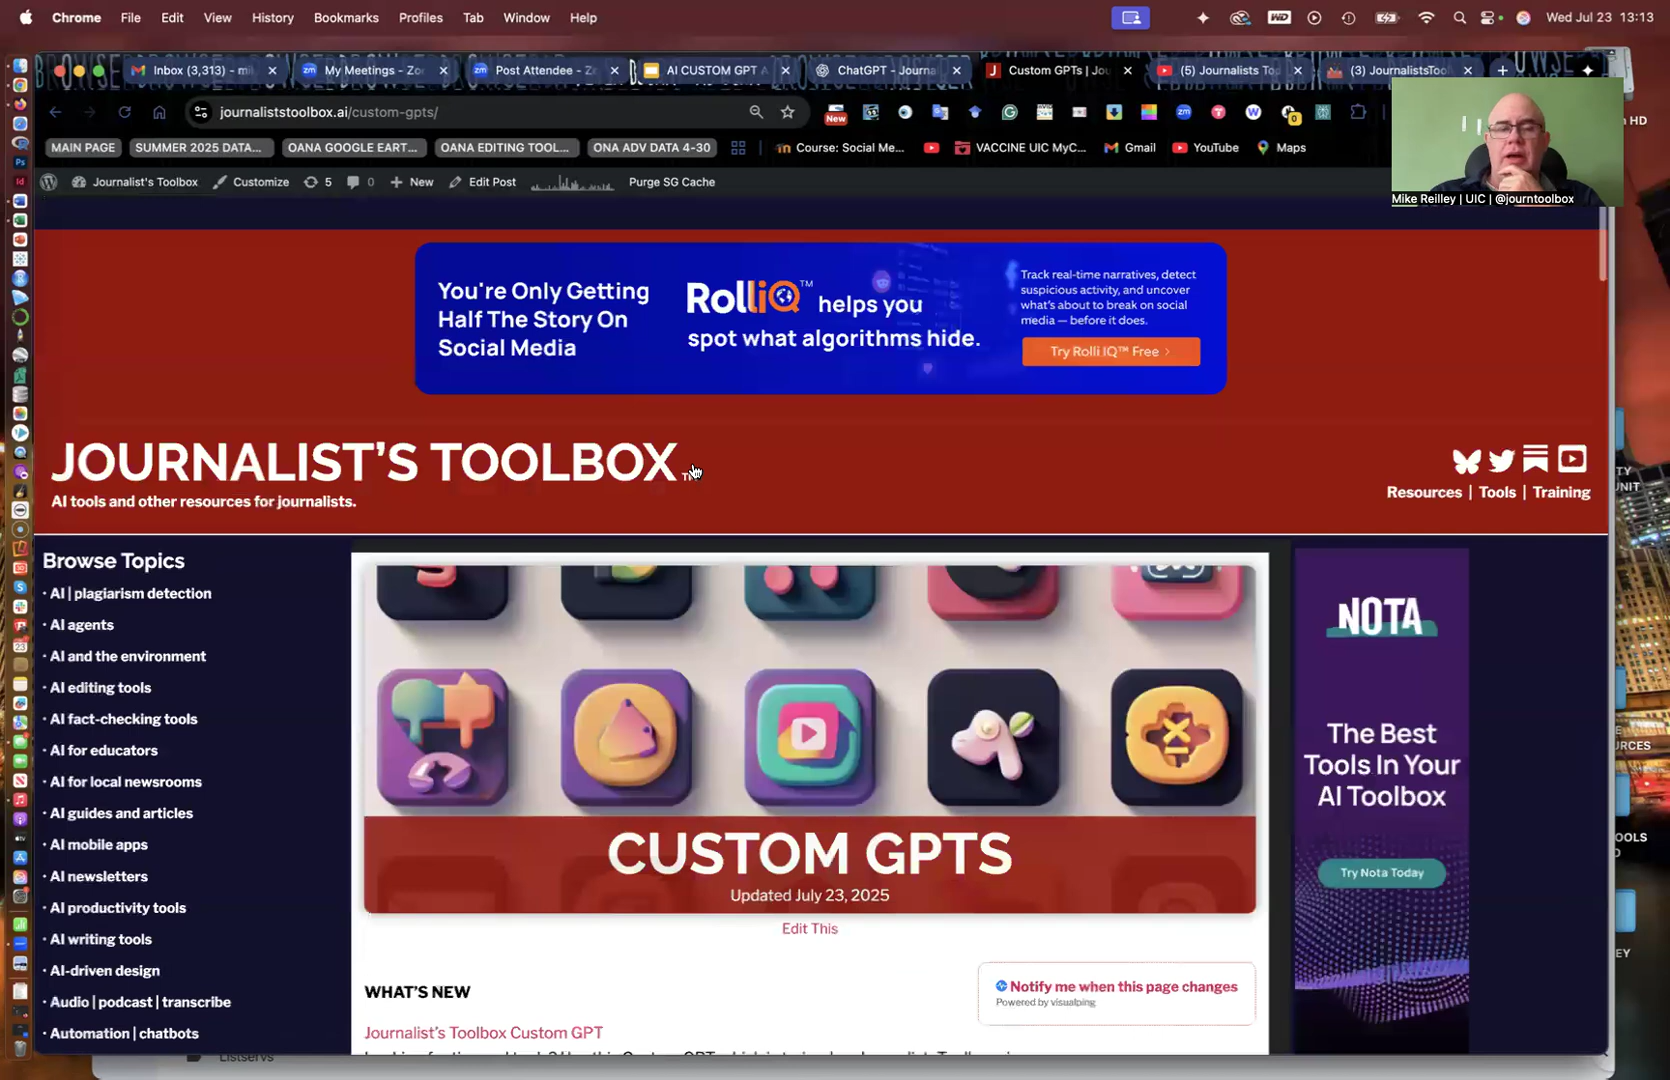 Chrome File Edit View History Bookmarks Profiles Tab Window Help
WD
Wed Jul 23 13:13
Inbox (3,313) - mi
My Meetings - Zoo
Post Attendee - Zo
AI CUSTOM GPT A
ChatGPT - Journa
Custom GPTs | Jou
(5) Journalists Too
(3) JournalistsToo
journaliststoolbox.ai/custom-gpts/
New
0
HD
MAIN PAGE
SUMMER 2025 DATA...
OANA GOOGLE EART...
OANA EDITING TOOL...
ONA ADV DATA 4-30
Course: Social Me...
VACCINE UIC MyC...
Gmail
YouTube
Maps
Journalist's Toolbox
Customize
5
0
New
Edit Post
Purge SG Cache
Mike Reilley | UIC | @journtoolbox
You're Only Getting
Half The Story On
Social Media
RolliQ™ helps you
spot what algorithms hide.
Track real-time narratives, detect
suspicious activity, and uncover
what's about to break on social
media — before it does.
Try Rolli IQ™ Free >
JOURNALIST'S TOOLBOX
AI tools and other resources for journalists.
Resources | Tools | Training
Browse Topics
· AI | plagiarism detection
· AI agents
· AI and the environment
· AI editing tools
· AI fact-checking tools
· AI for educators
· AI for local newsrooms
· AI guides and articles
· AI mobile apps
· AI newsletters
· AI productivity tools
· AI writing tools
· AI-driven design
· Audio | podcast | transcribe
· Automation | chatbots
CUSTOM GPTS
Updated July 23, 2025
Edit This
WHAT'S NEW
Notify me when this page changes
Powered by visualping
Journalist's Toolbox Custom GPT
NOTA
The Best
Tools In Your
AI Toolbox
Try Nota Today